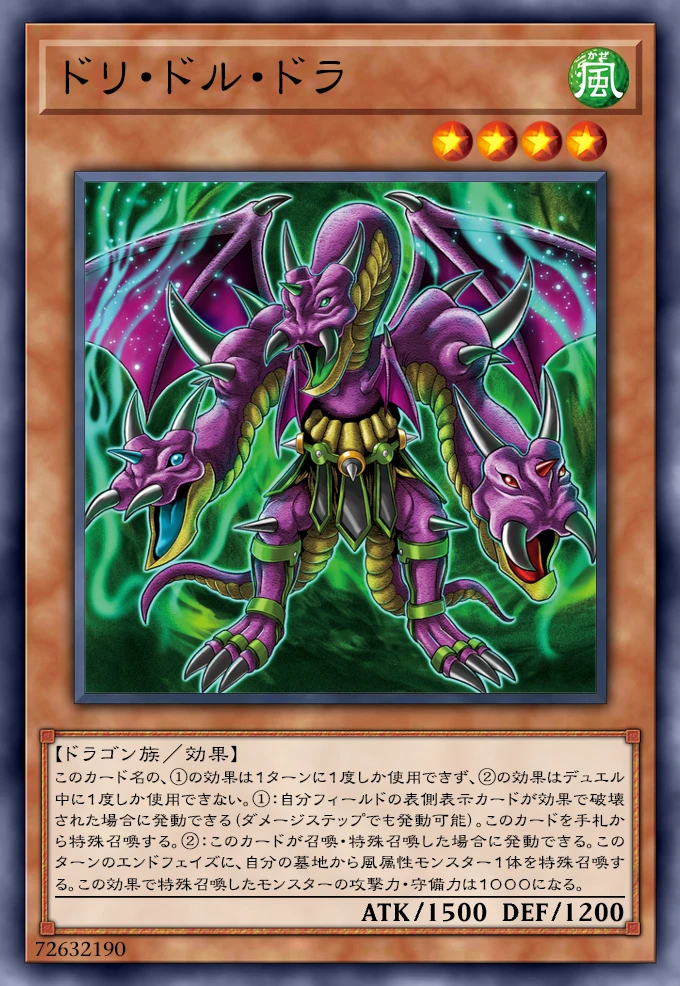 ドリ・ドル・ドラ
かぜ
風
【ドラゴン族／効果】
このカード名の、①の効果は１ターンに１度しか使用できず、②の効果はデュエル
中に１度しか使用できない。①：自分フィールドの表側表示カードが効果で破壊
された場合に発動できる（ダメージステップでも発動可能）。このカードを手札か
ら特殊召喚する。②：このカードが召喚・特殊召喚した場合に発動できる。この
ターンのエンドフェイズに、自分の墓地から風属性モンスター１体を特殊召喚す
る。この効果で特殊召喚したモンスターの攻撃力・守備力は１０００になる。
ATK/1500 DEF/1200
72632190